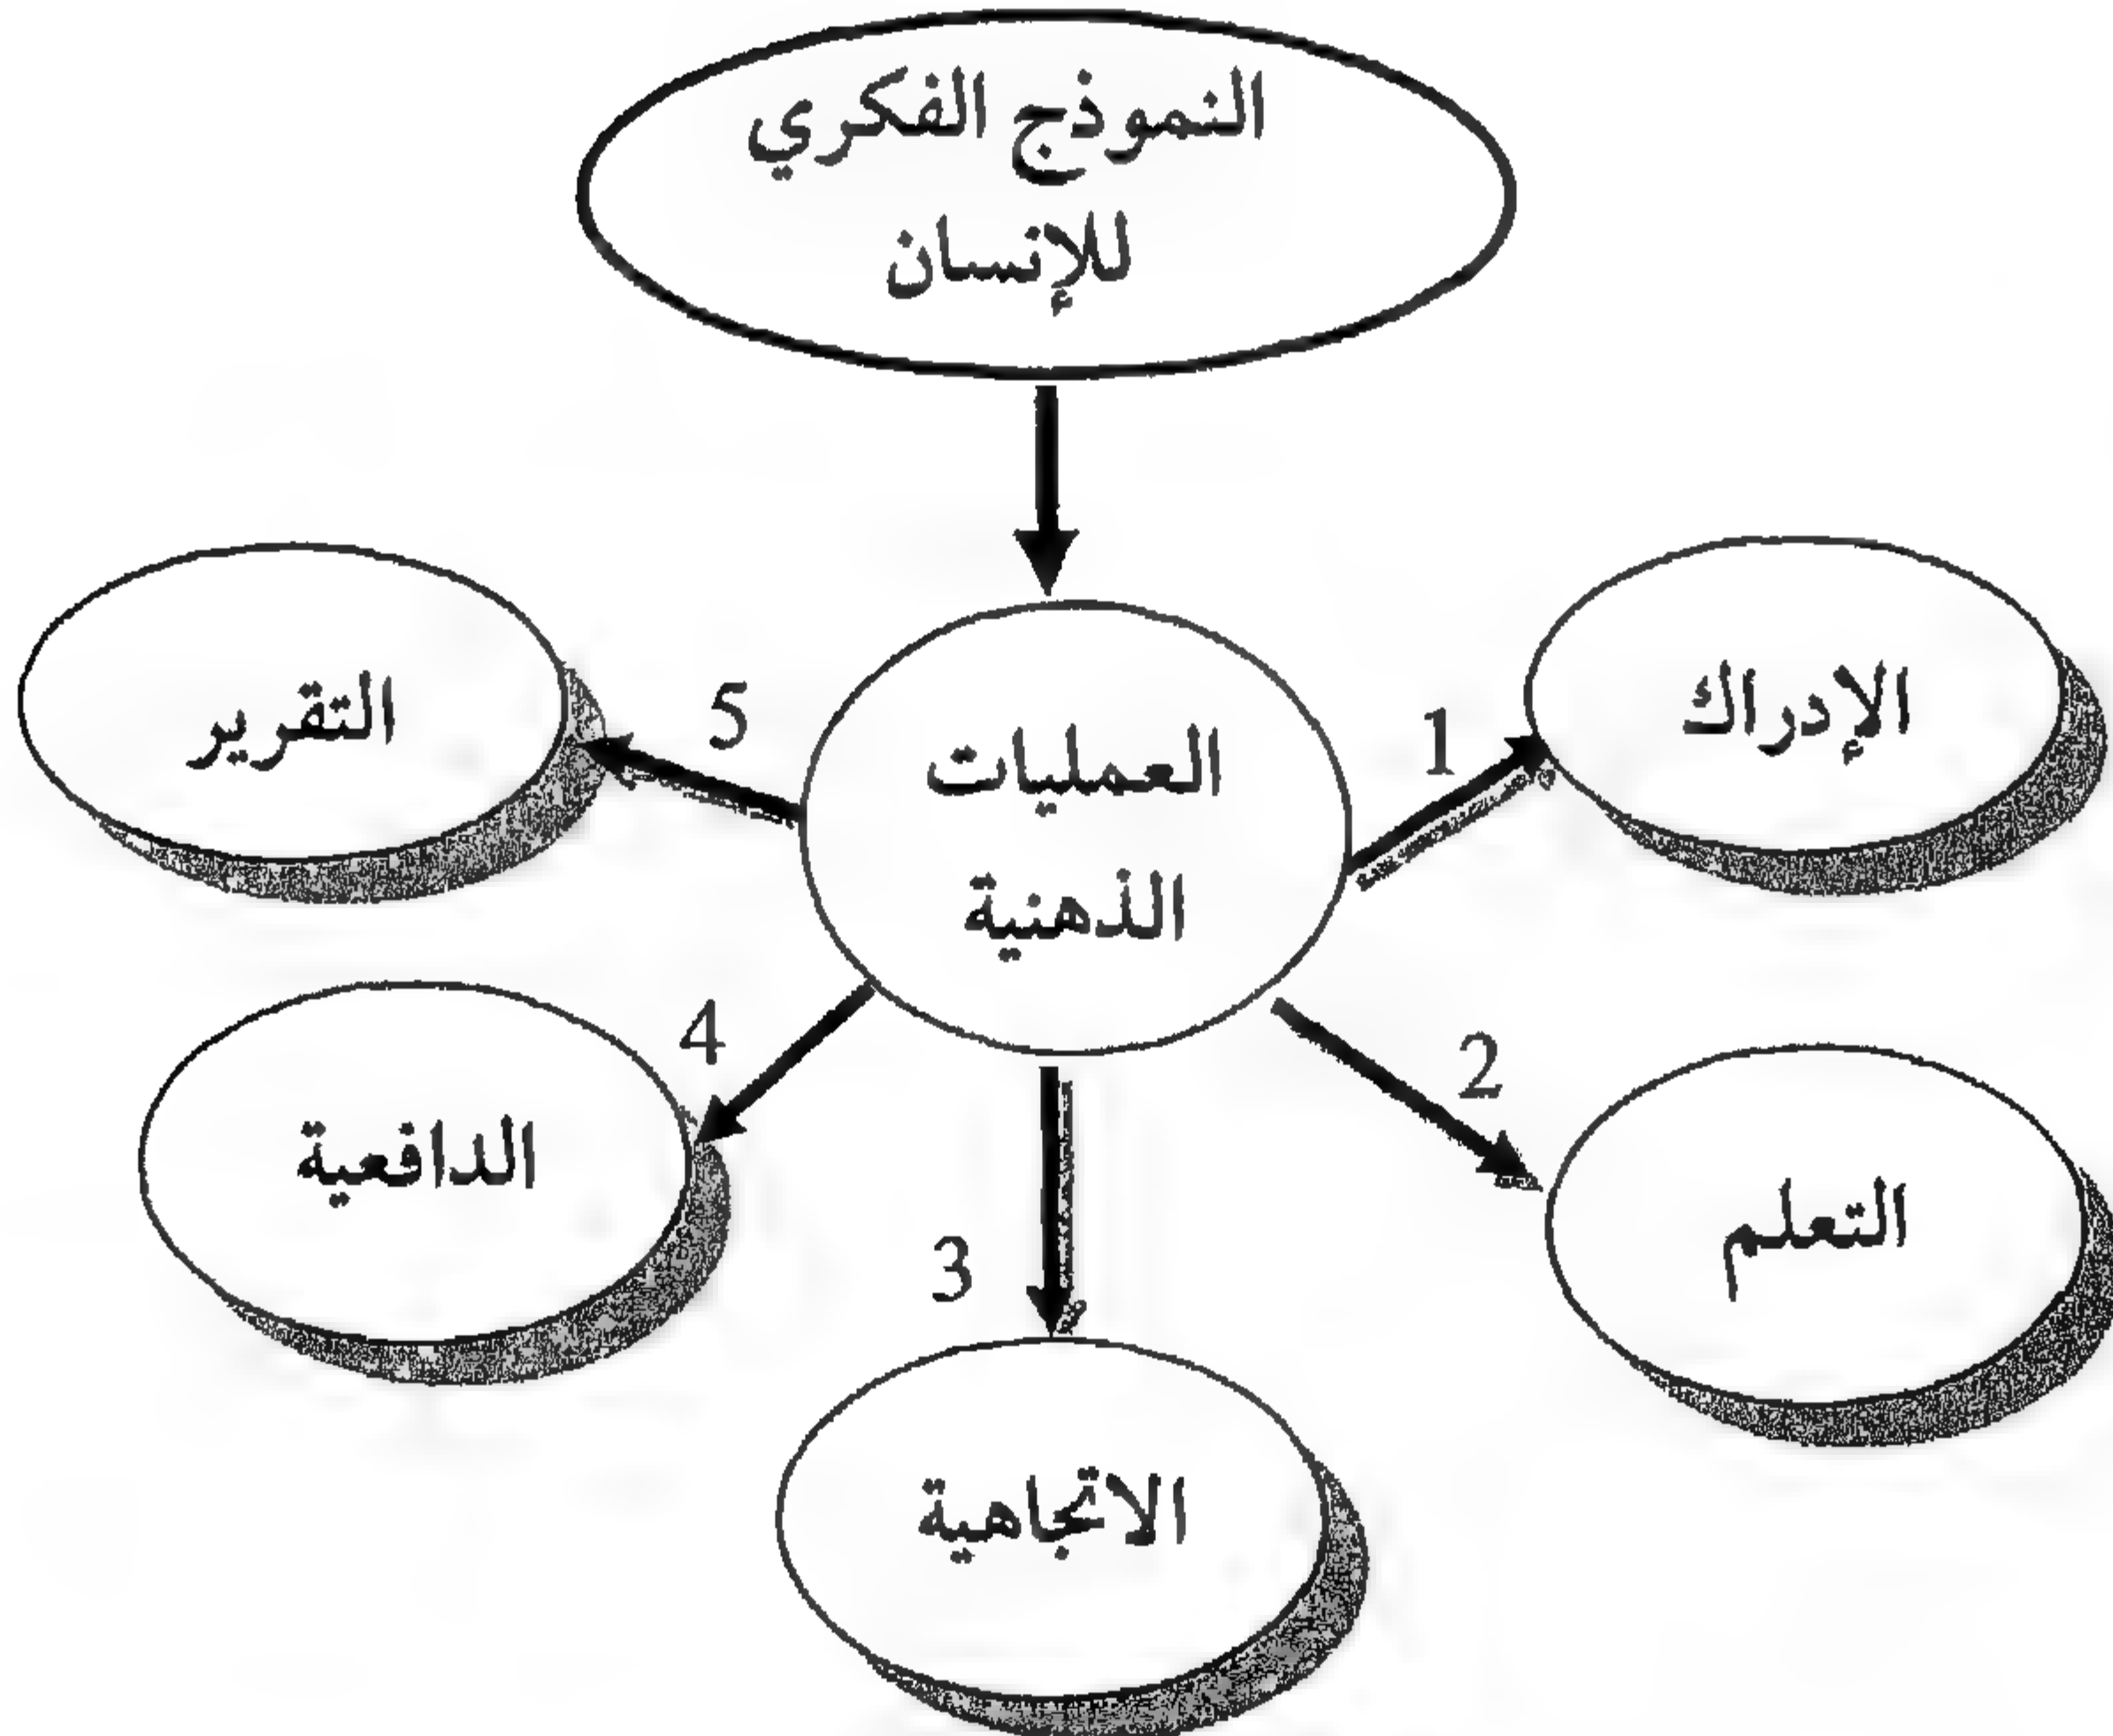 النموذج الفكري
للإنسان
العمليات
الذهنية
1
الإدراك
2
التعلم
3
الاتجاهية
4
الدافعية
5
التقرير